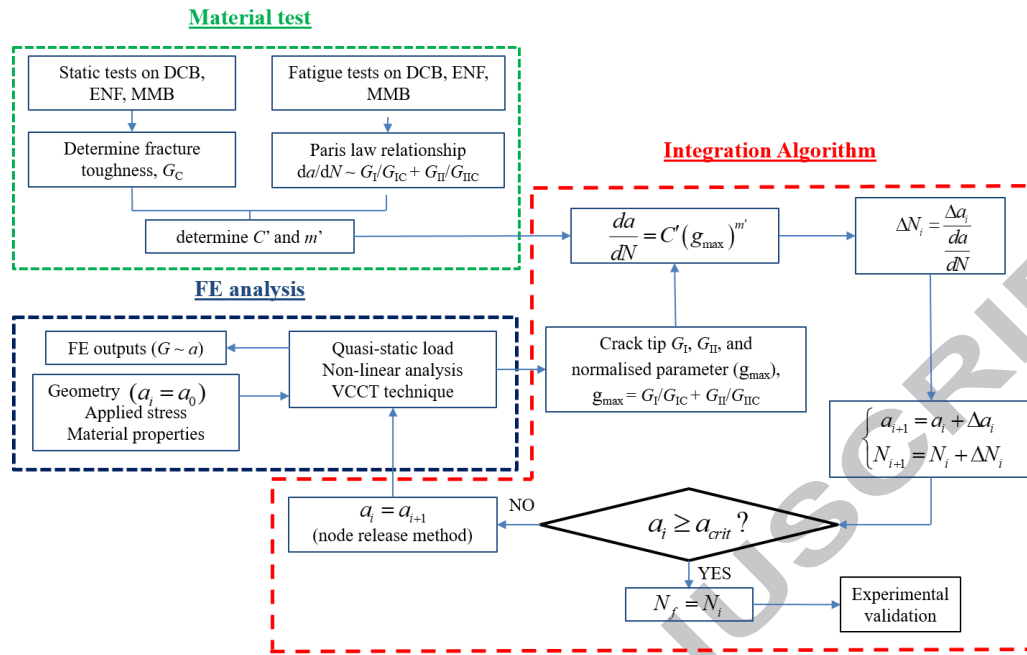 Material test
Static tests on DCB,
ENF, MMB
Fatigue tests on DCB, ENF,
MMB
Determine fracture
toughness, G_C
Paris law relationship
da/dN ~ G_I/G_IC + G_II/G_IIC
determine C’ and m’
Integration Algorithm
da/dN = C′(g_max)^m′
ΔN_i = Δa_i / (da/dN)
FE analysis
FE outputs (G ~ a)
Geometry (a_i = a_0)
Applied stress
Material properties
Quasi-static load
Non-linear analysis
VCCT technique
Crack tip G_I, G_II, and
normalised parameter (g_max),
g_max = G_I/G_IC + G_II/G_IIC
a_{i+1} = a_i + Δa_i
N_{i+1} = N_i + ΔN_i
a_i ≥ a_crit ?
NO
a_i = a_{i+1}
(node release method)
YES
N_f = N_i
Experimental
validation
USCRI